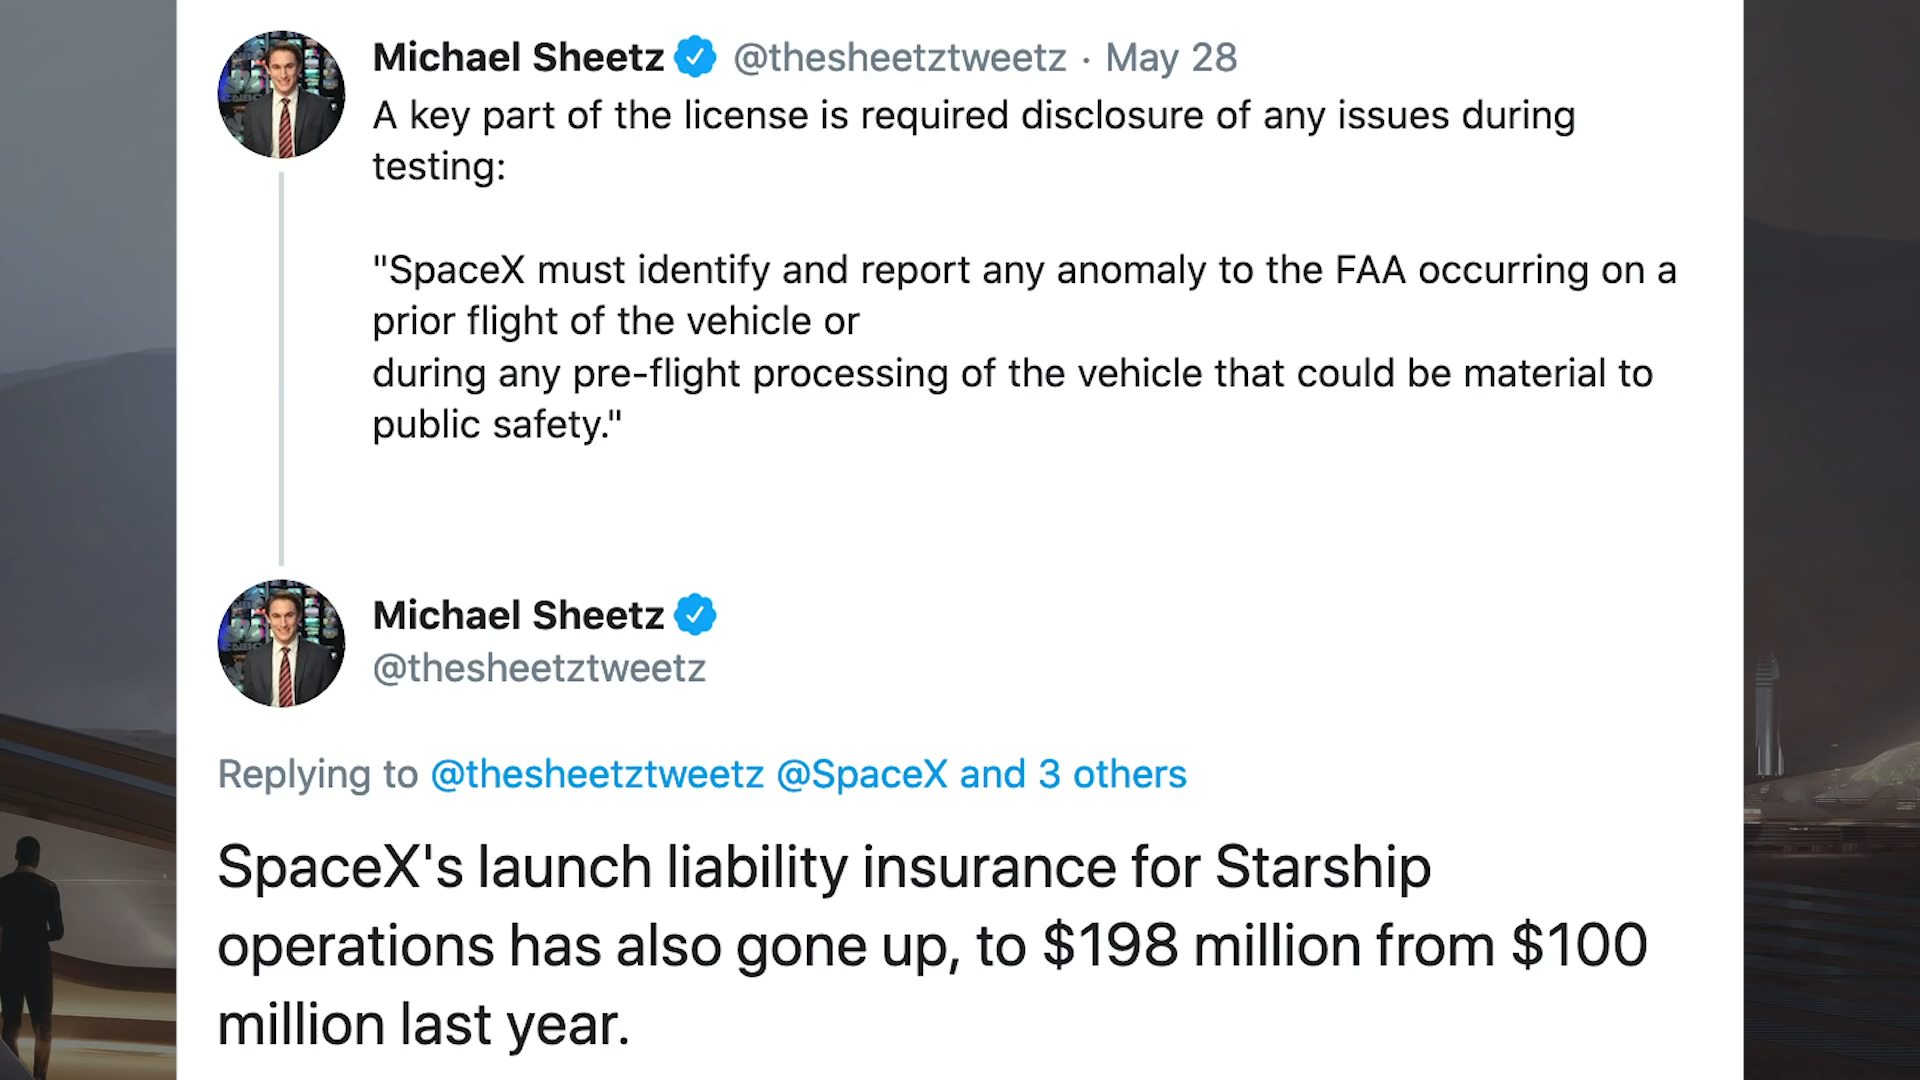 Michael Sheetz @thesheetztweetz · May 28
A key part of the license is required disclosure of any issues during
testing:
"SpaceX must identify and report any anomaly to the FAA occurring on a
prior flight of the vehicle or
during any pre-flight processing of the vehicle that could be material to
public safety."
Michael Sheetz
@thesheetztweetz
Replying to @thesheetztweetz @SpaceX and 3 others
SpaceX's launch liability insurance for Starship
operations has also gone up, to $198 million from $100
million last year.